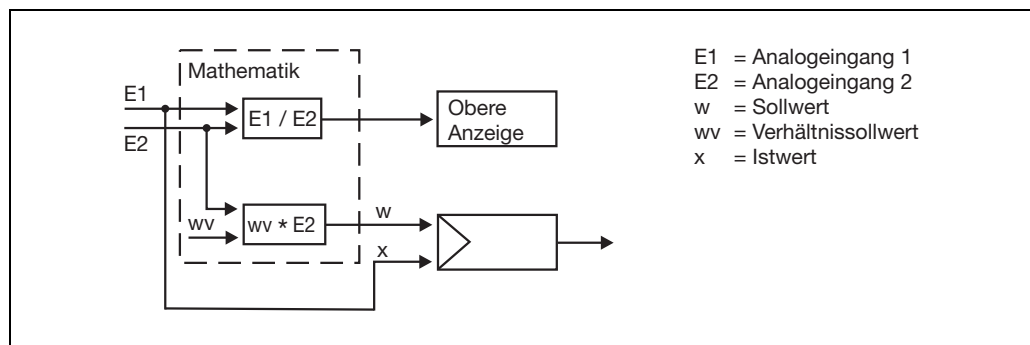 Mathematik
E1
E2
E1 / E2
Obere
Anzeige
wv
wv * E2
w
x
E1 = Analogeingang 1
E2 = Analogeingang 2
w = Sollwert
wv = Verhältnissollwert
x = Istwert